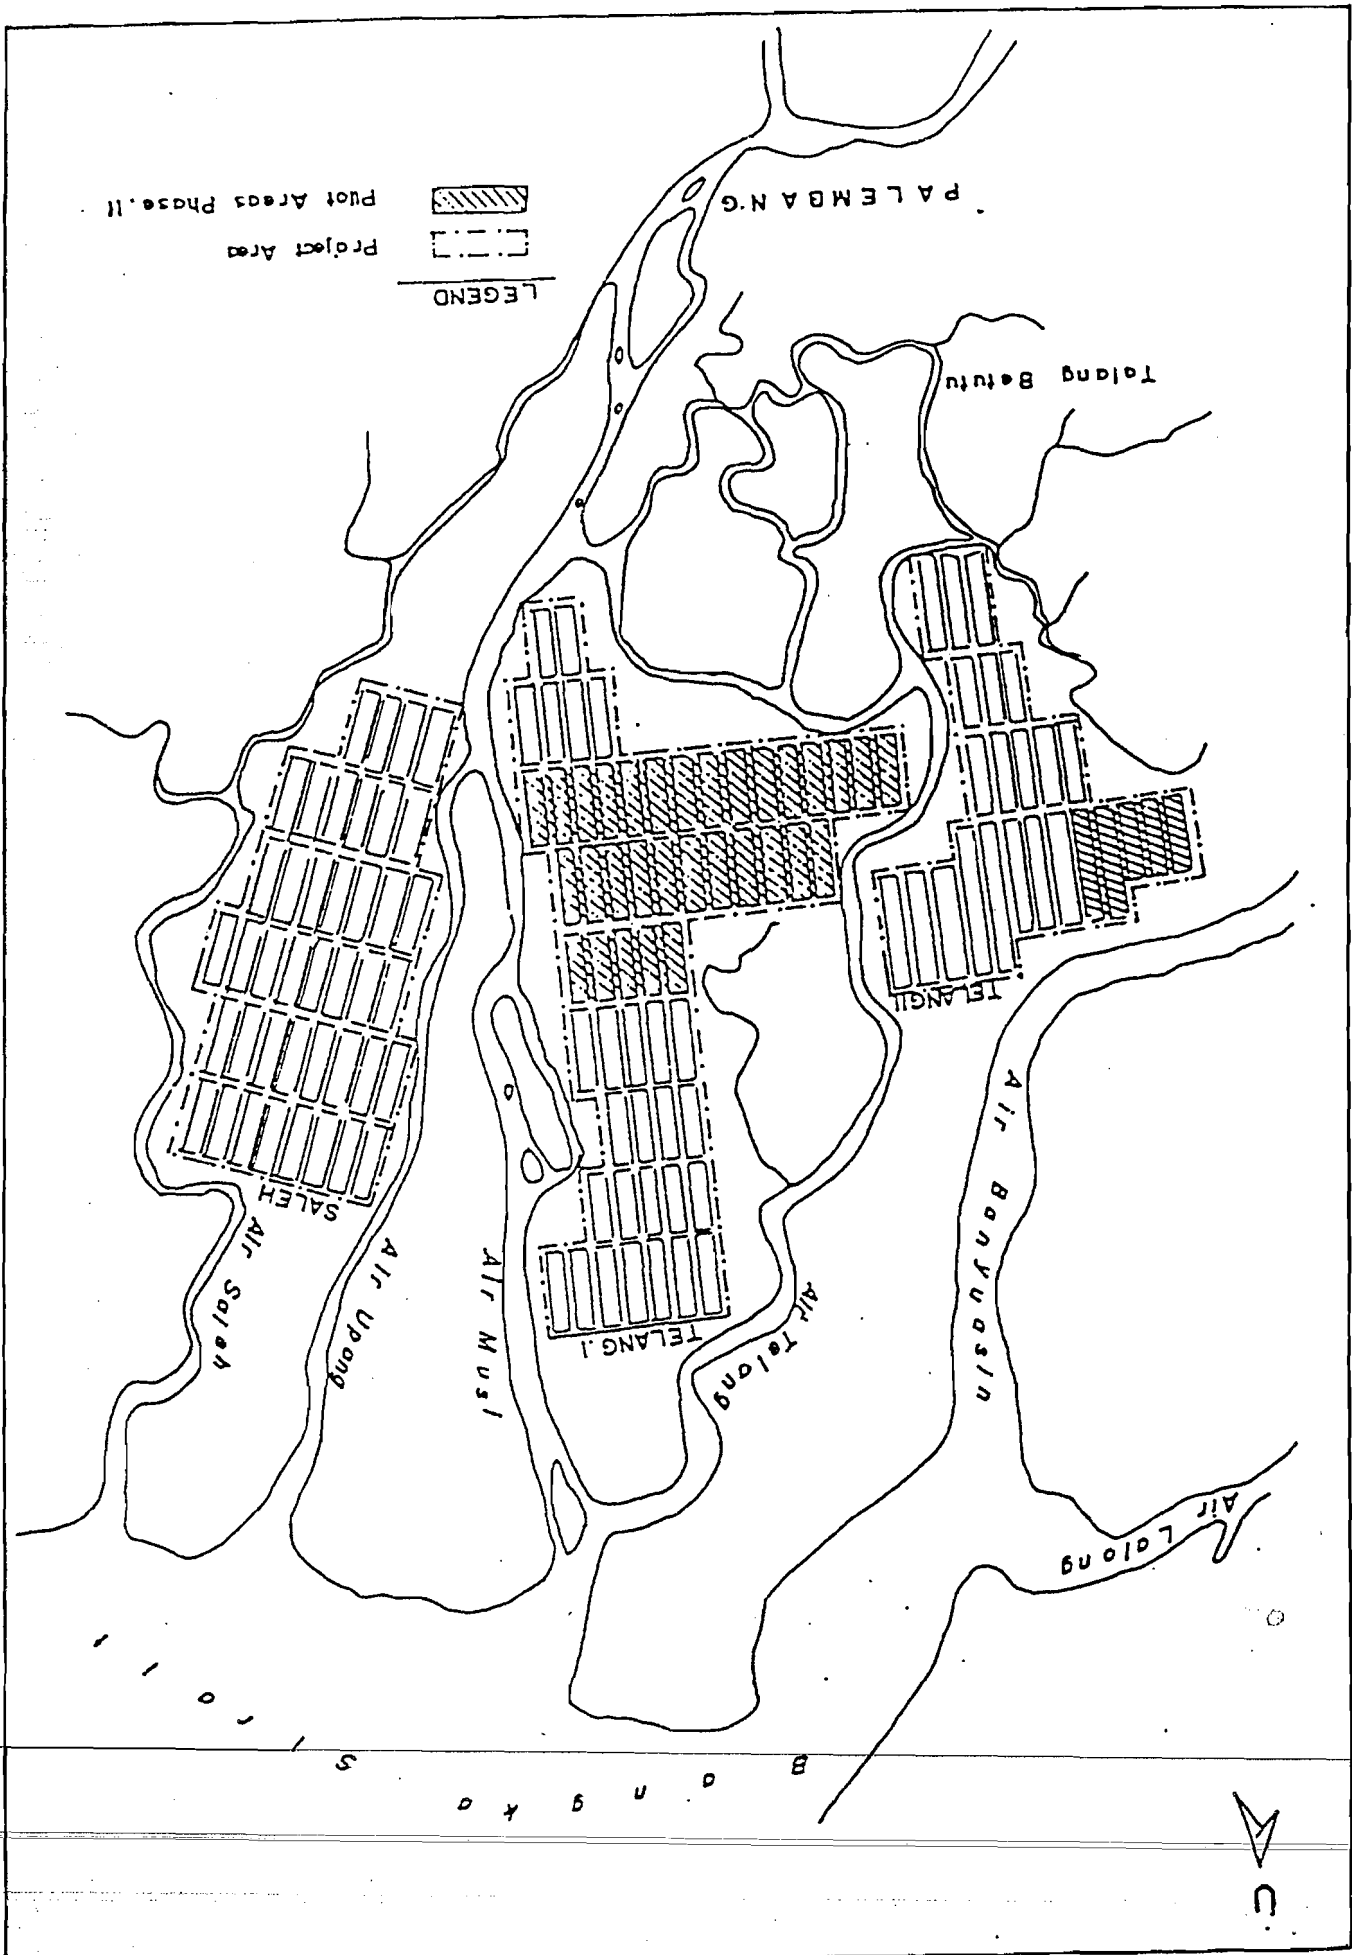 U
Bangka Strait
Air Lalang
Air Banyuasin
Air Telang
Air Musi
Air Upang
Air Saleh
TELANG.I
SALEH
TELANG II
Talang Betutu
PALEMBANG
LEGEND
Project Area
Pilot Areas Phase.II